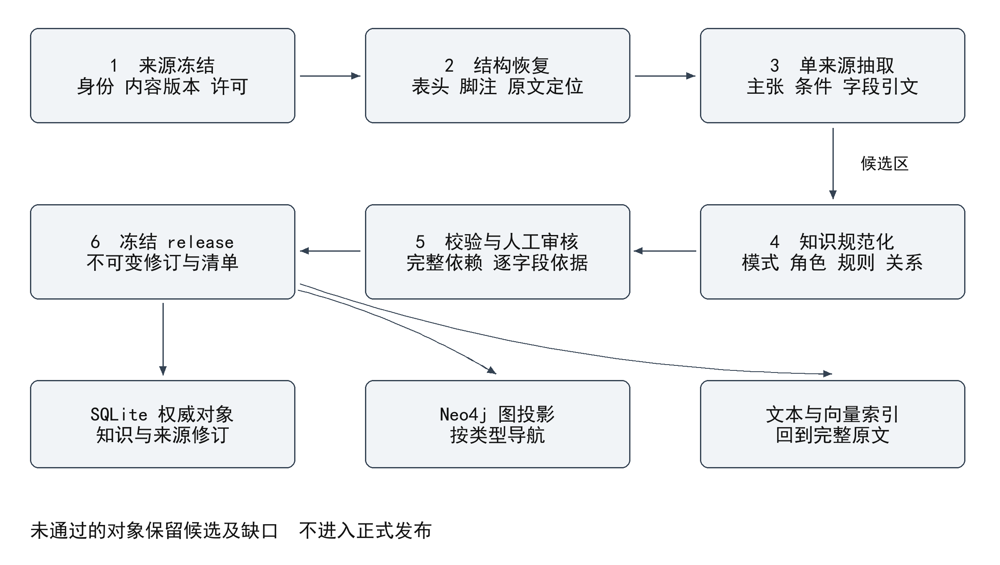 1  来源冻结
身份 内容版本 许可
2  结构恢复
表头 脚注 原文定位
3  单来源抽取
主张 条件 字段引文
候选区
6  冻结 release
不可变修订与清单
5  校验与人工审核
完整依赖 逐字段依据
4  知识规范化
模式 角色 规则 关系
SQLite 权威对象
知识与来源修订
Neo4j 图投影
按类型导航
文本与向量索引
回到完整原文
未通过的对象保留候选及缺口  不进入正式发布